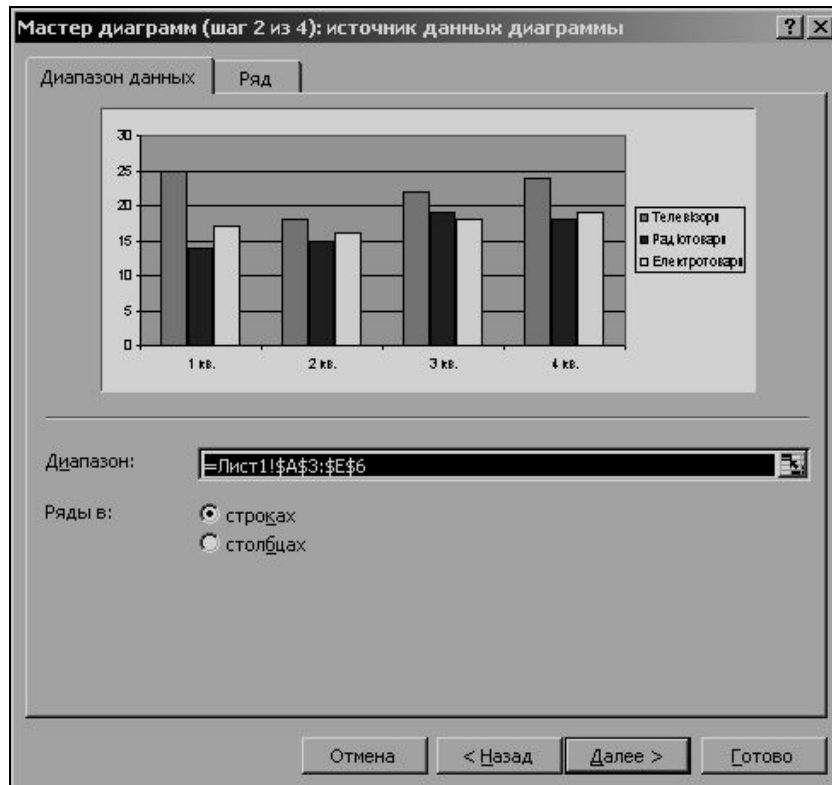 Мастер диаграмм (шаг 2 из 4): источник данных диаграммы
Диапазон данных
Ряд
30
25
20
15
10
5
0
1 кв.
2 кв.
3 кв.
4 кв.
Телевізори
Радіотовари
Електротовари
Диапазон:
=Лист1!$A$3:$E$6
Ряды в:
строках
столбцах
Отмена
< Назад
Далее >
Готово